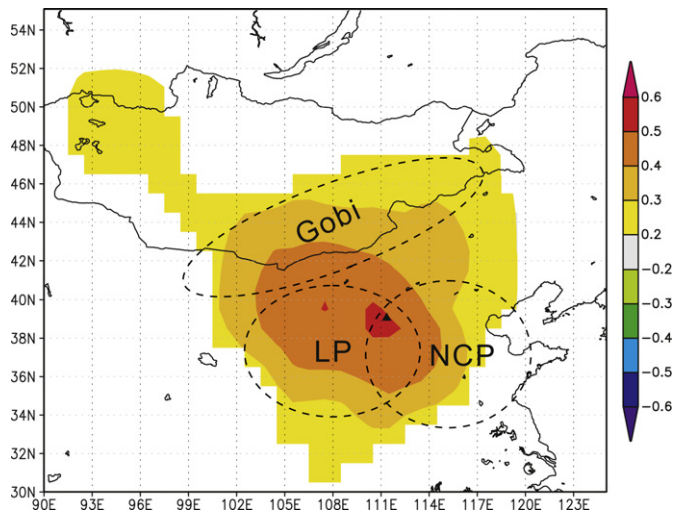 54N
52N
50N
48N
46N
44N
42N
40N
38N
36N
34N
32N
30N
90E 93E 96E 99E 102E 105E 108E 111E 114E 117E 120E 123E
Gobi
LP
NCP
0.6
0.5
0.4
0.3
0.2
-0.2
-0.3
-0.4
-0.5
-0.6